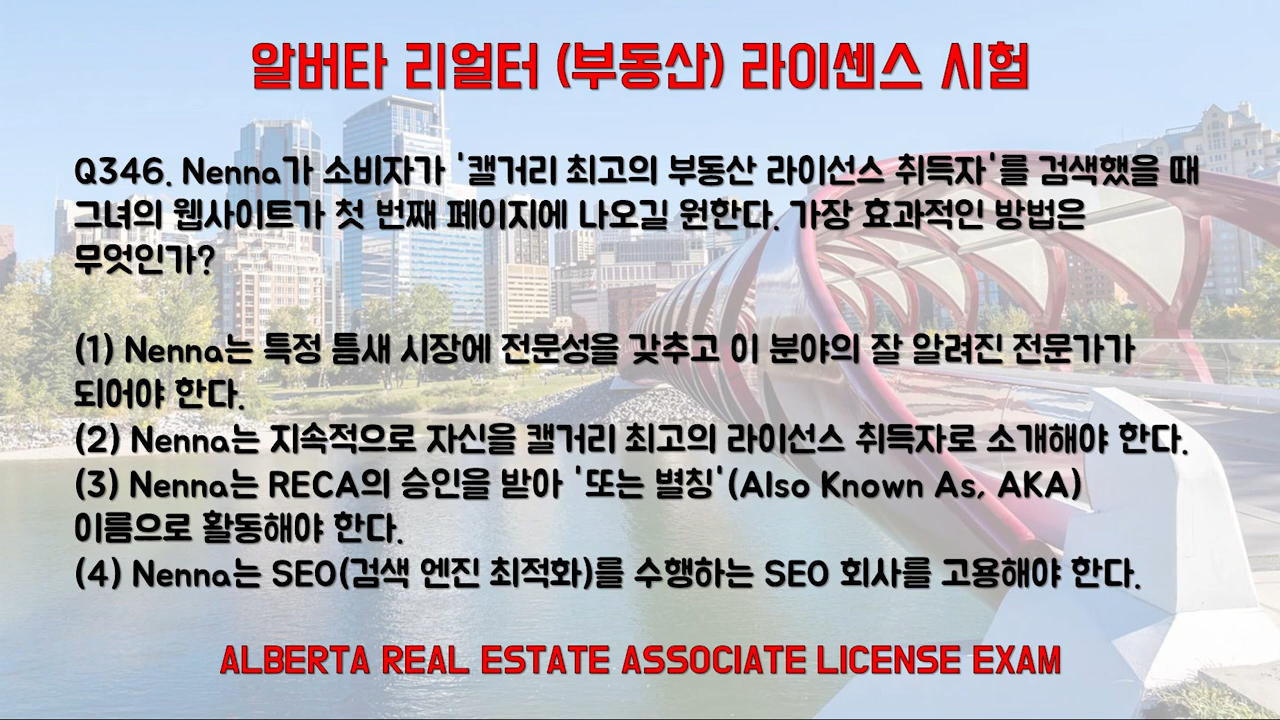 알버타 리얼터 (부동산) 라이센스 시험
Q346. Nenna가 소비자가 '캘거리 최고의 부동산 라이선스 취득자'를 검색했을 때
그녀의 웹사이트가 첫 번째 페이지에 나오길 원한다. 가장 효과적인 방법은
무엇인가?
(1) Nenna는 특정 틈새 시장에 전문성을 갖추고 이 분야의 잘 알려진 전문가가
되어야 한다.
(2) Nenna는 지속적으로 자신을 캘거리 최고의 라이선스 취득자로 소개해야 한다.
(3) Nenna는 RECA의 승인을 받아 '또는 별칭'(Also Known As, AKA)
이름으로 활동해야 한다.
(4) Nenna는 SEO(검색 엔진 최적화)를 수행하는 SEO 회사를 고용해야 한다.
ALBERTA REAL ESTATE ASSOCIATE LICENSE EXAM